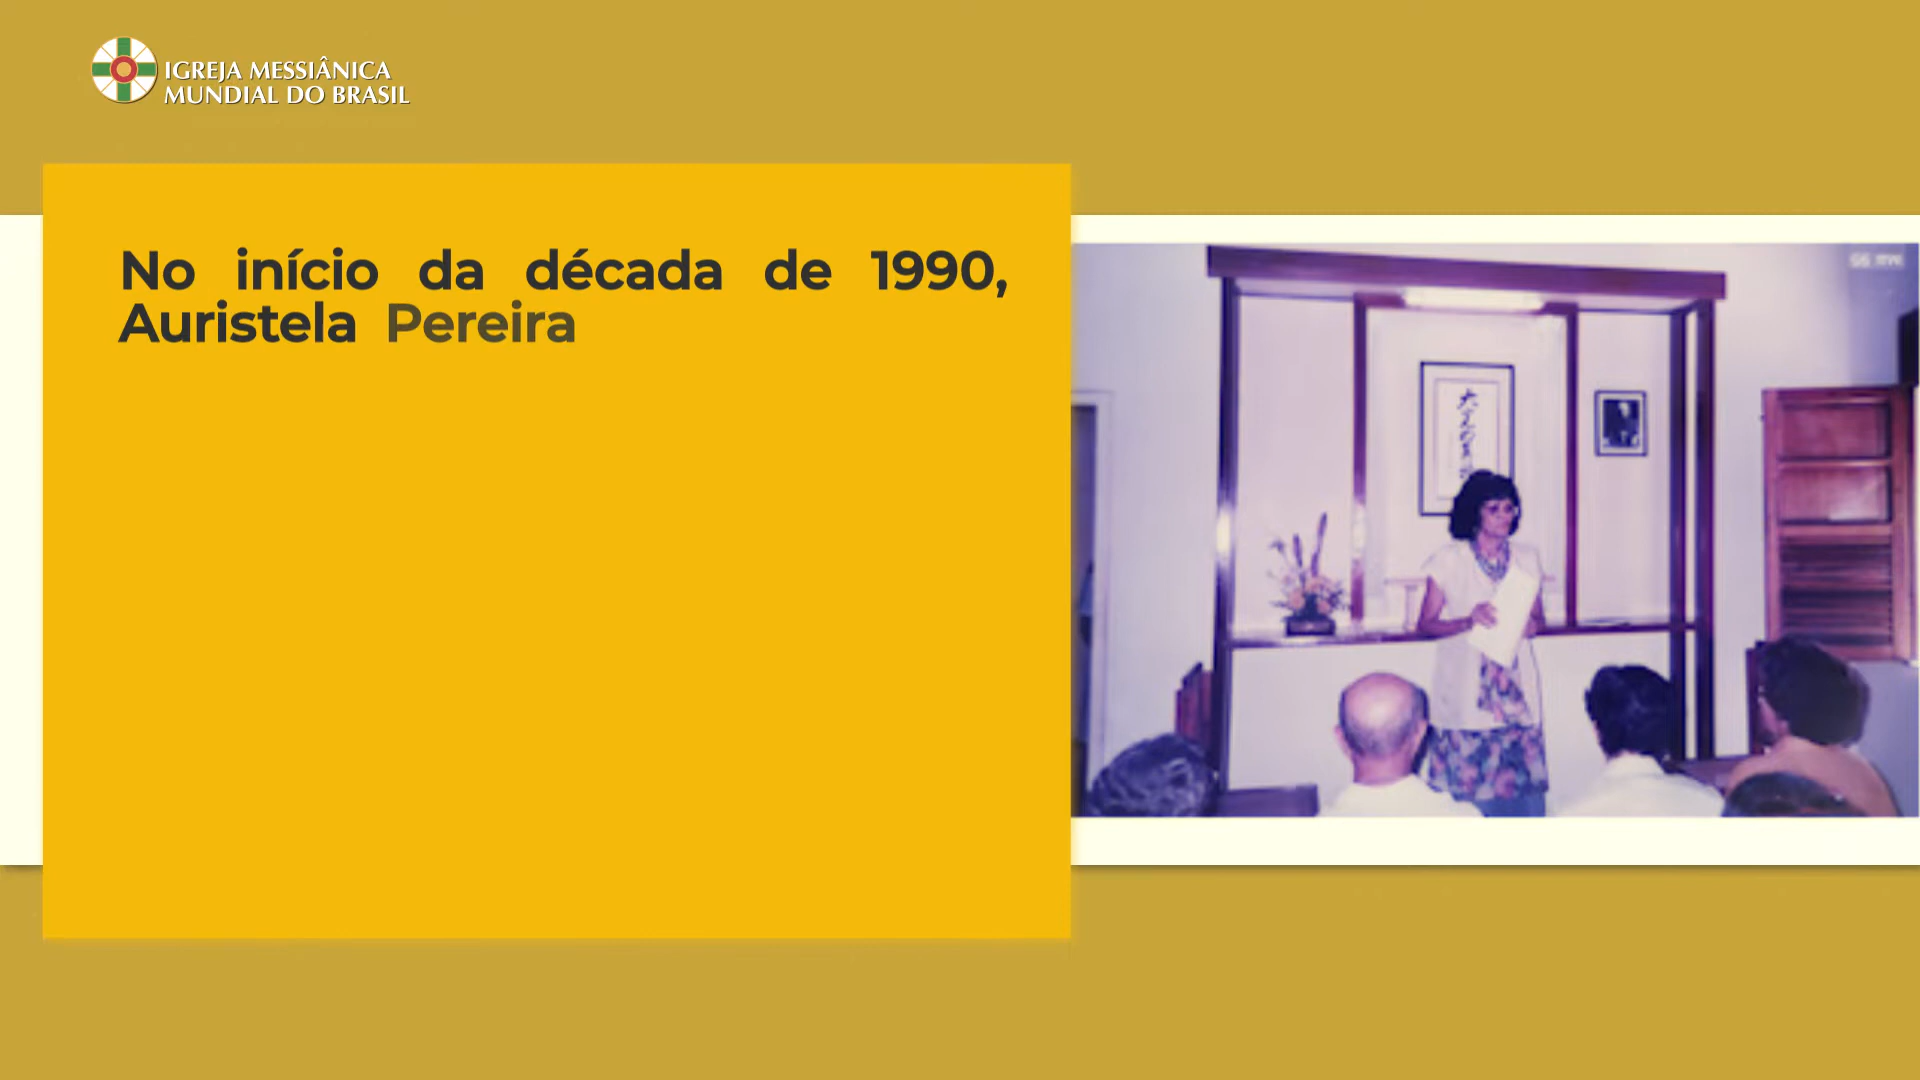 IGREJA MESSIÂNICA
MUNDIAL DO BRASIL
No início da década de 1990,
Auristela Pereira